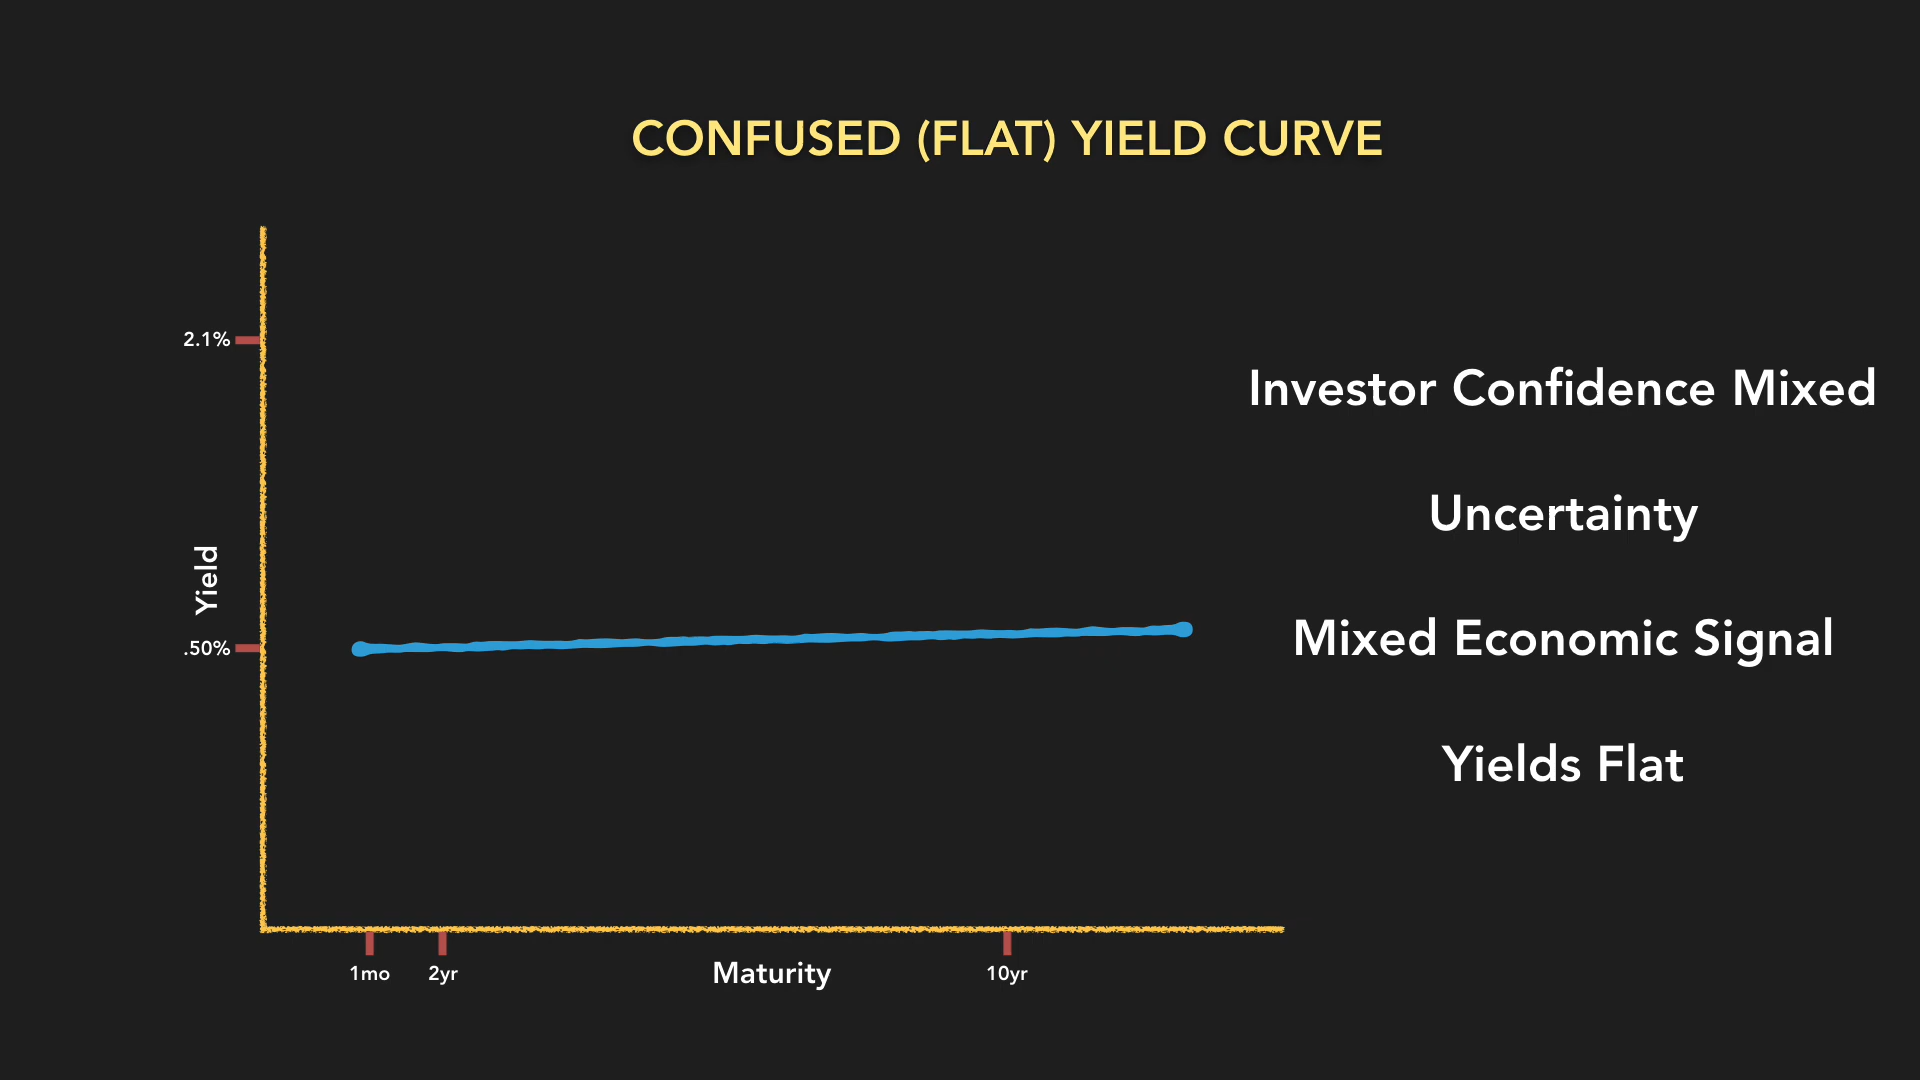 CONFUSED (FLAT) YIELD CURVE
2.1%
Investor Confidence Mixed
Uncertainty
Yield
.50%
Mixed Economic Signal
Yields Flat
1mo
2yr
Maturity
10yr